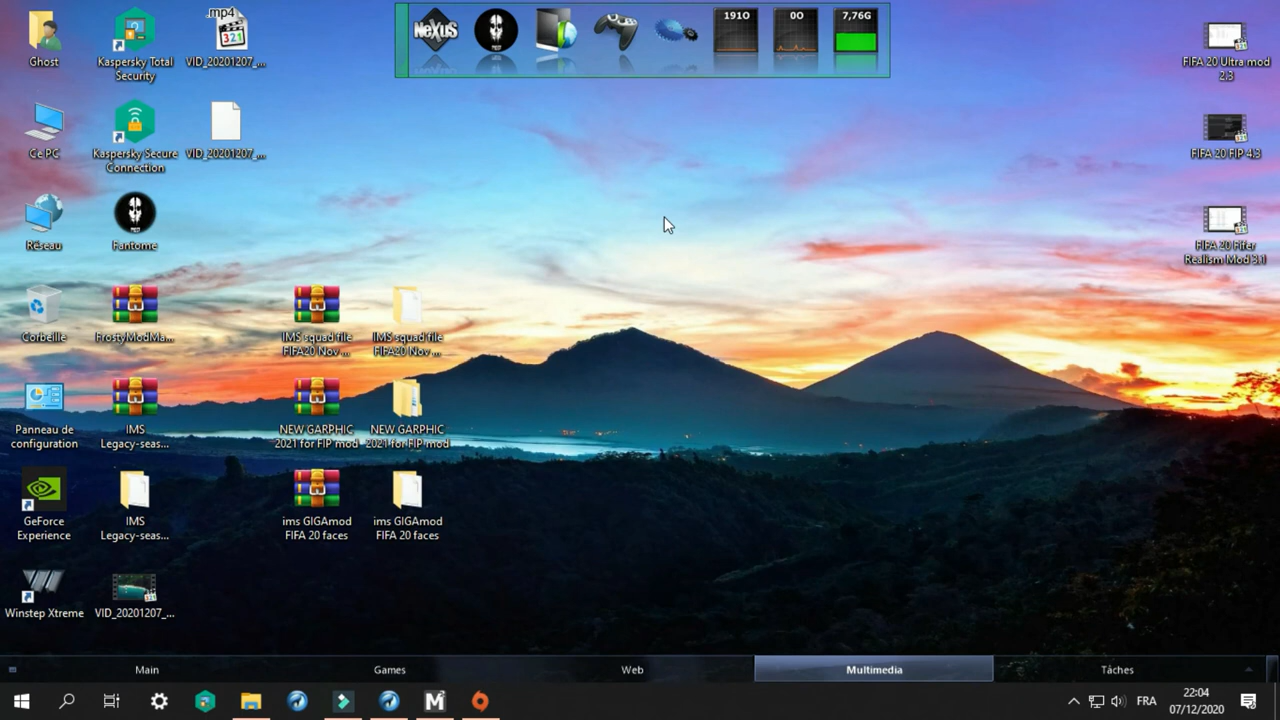 Ghost
Kaspersky Total
Security
.mp4
VID_20201207_...
NeXuS
1910
0O
7,76G
FIFA 20 Ultra mod
2.3
Ce PC
Kaspersky Secure
Connection
VID_20201207_...
FIFA 20 FIP 4.3
Réseau
Fantome
FIFA 20 Fifer
Realism Mod 3.1
Corbeille
FrostyModMa...
IMS squad file
FIFA20 Nov ...
IMS squad file
FIFA20 Nov ...
Panneau de
configuration
IMS
Legacy-seas...
NEW GARPHIC
2021 for FIP mod
NEW GARPHIC
2021 for FIP mod
GeForce
Experience
IMS
Legacy-seas...
ims GIGAmod
FIFA 20 faces
ims GIGAmod
FIFA 20 faces
Winstep Xtreme
VID_20201207_...
Main
Games
Web
Multimedia
Tâches
FRA
22:04
07/12/2020